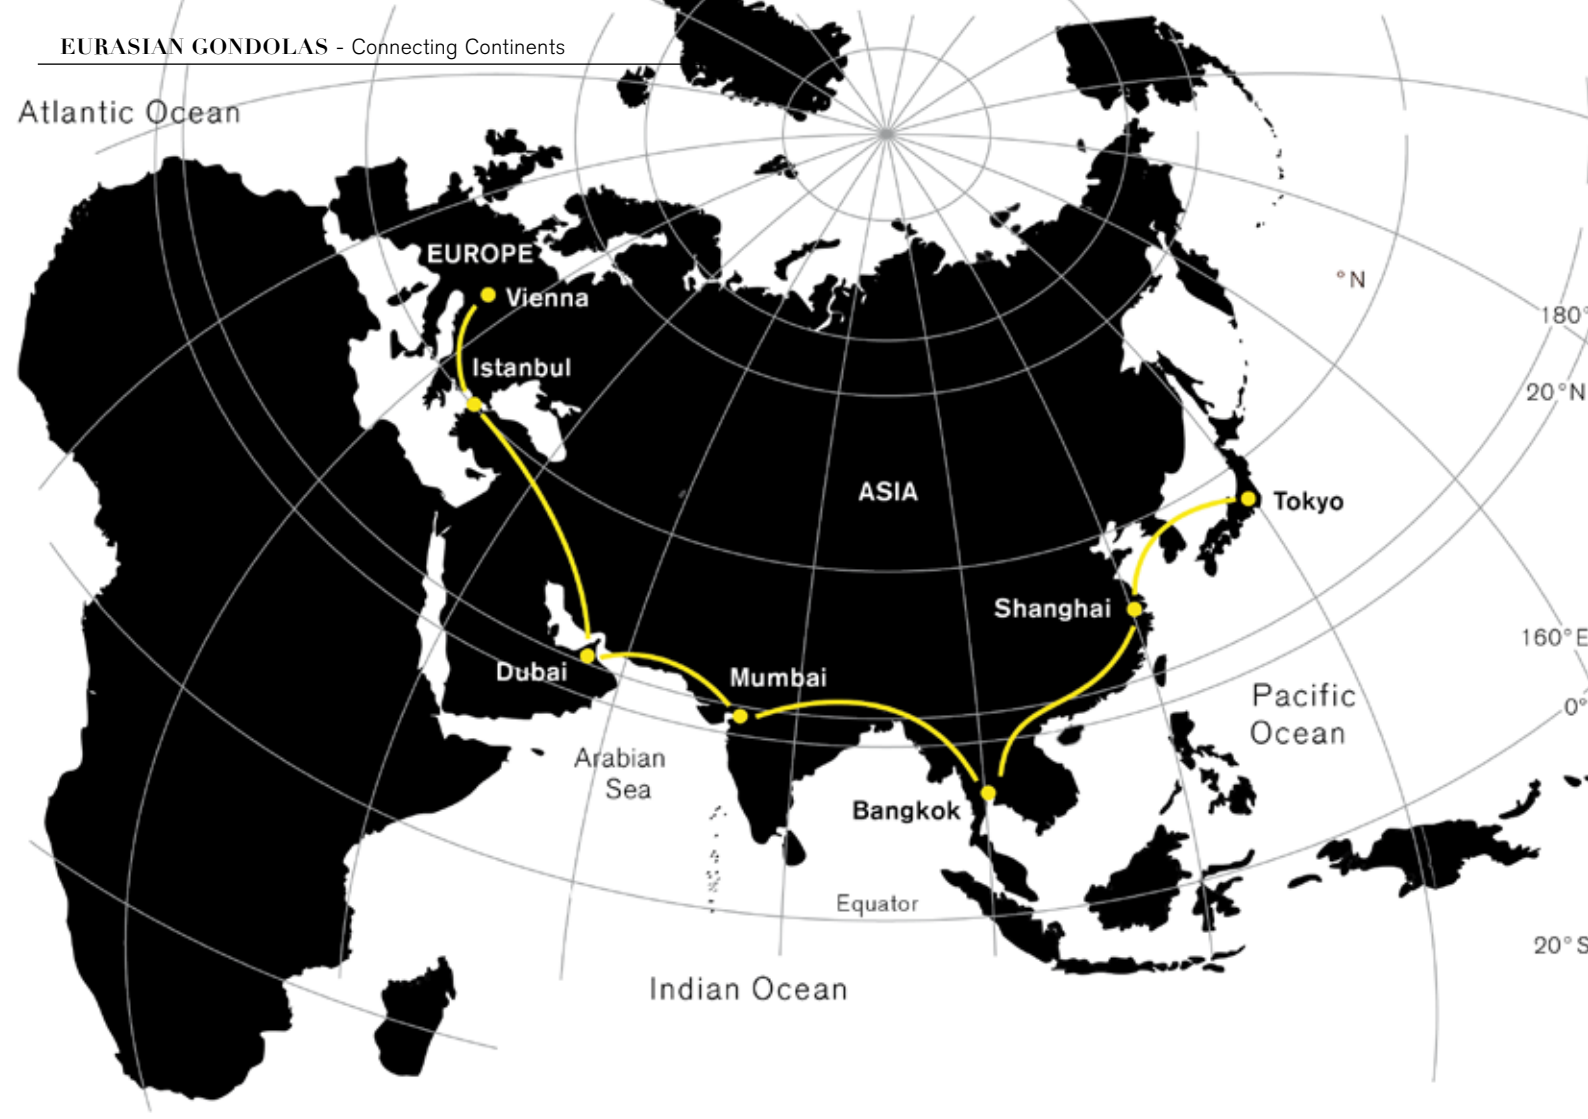 EURASIAN GONDOLAS - Connecting Continents
Atlantic Ocean
EUROPE
Vienna
°N
180°
Istanbul
20°N
ASIA
Tokyo
Shanghai
160°E
Dubai
Mumbai
Pacific
Ocean
0°
Arabian
Sea
Bangkok
Equator
20°S
Indian Ocean